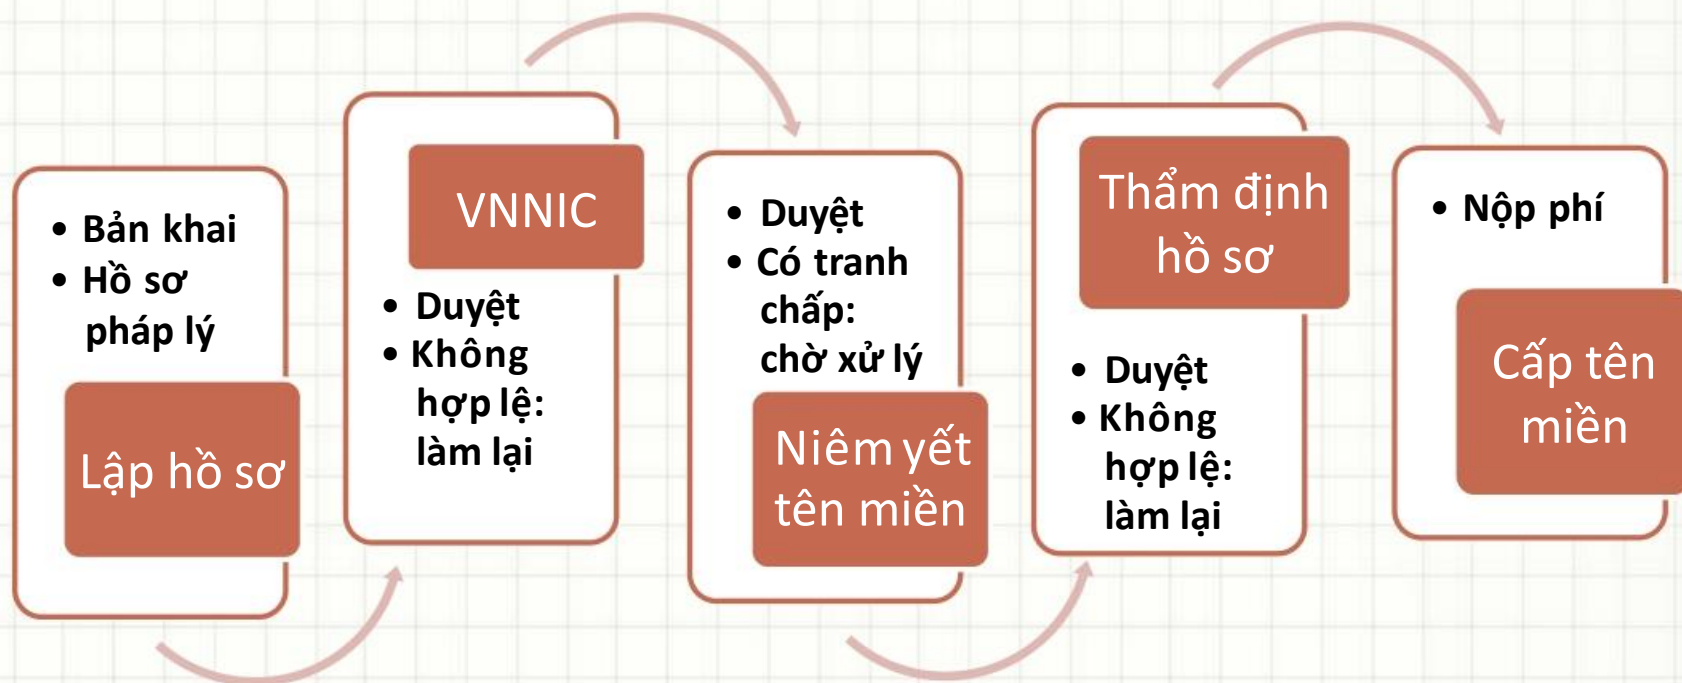 • Bản khai
• Hồ sơ
pháp lý
Lập hồ sơ
VNNIC
• Duyệt
• Không
hợp lệ:
làm lại
• Duyệt
• Có tranh
chấp:
chờ xử lý
Niêm yết
tên miền
Thẩm định
hồ sơ
• Duyệt
• Không
hợp lệ:
làm lại
• Nộp phí
Cấp tên
miền